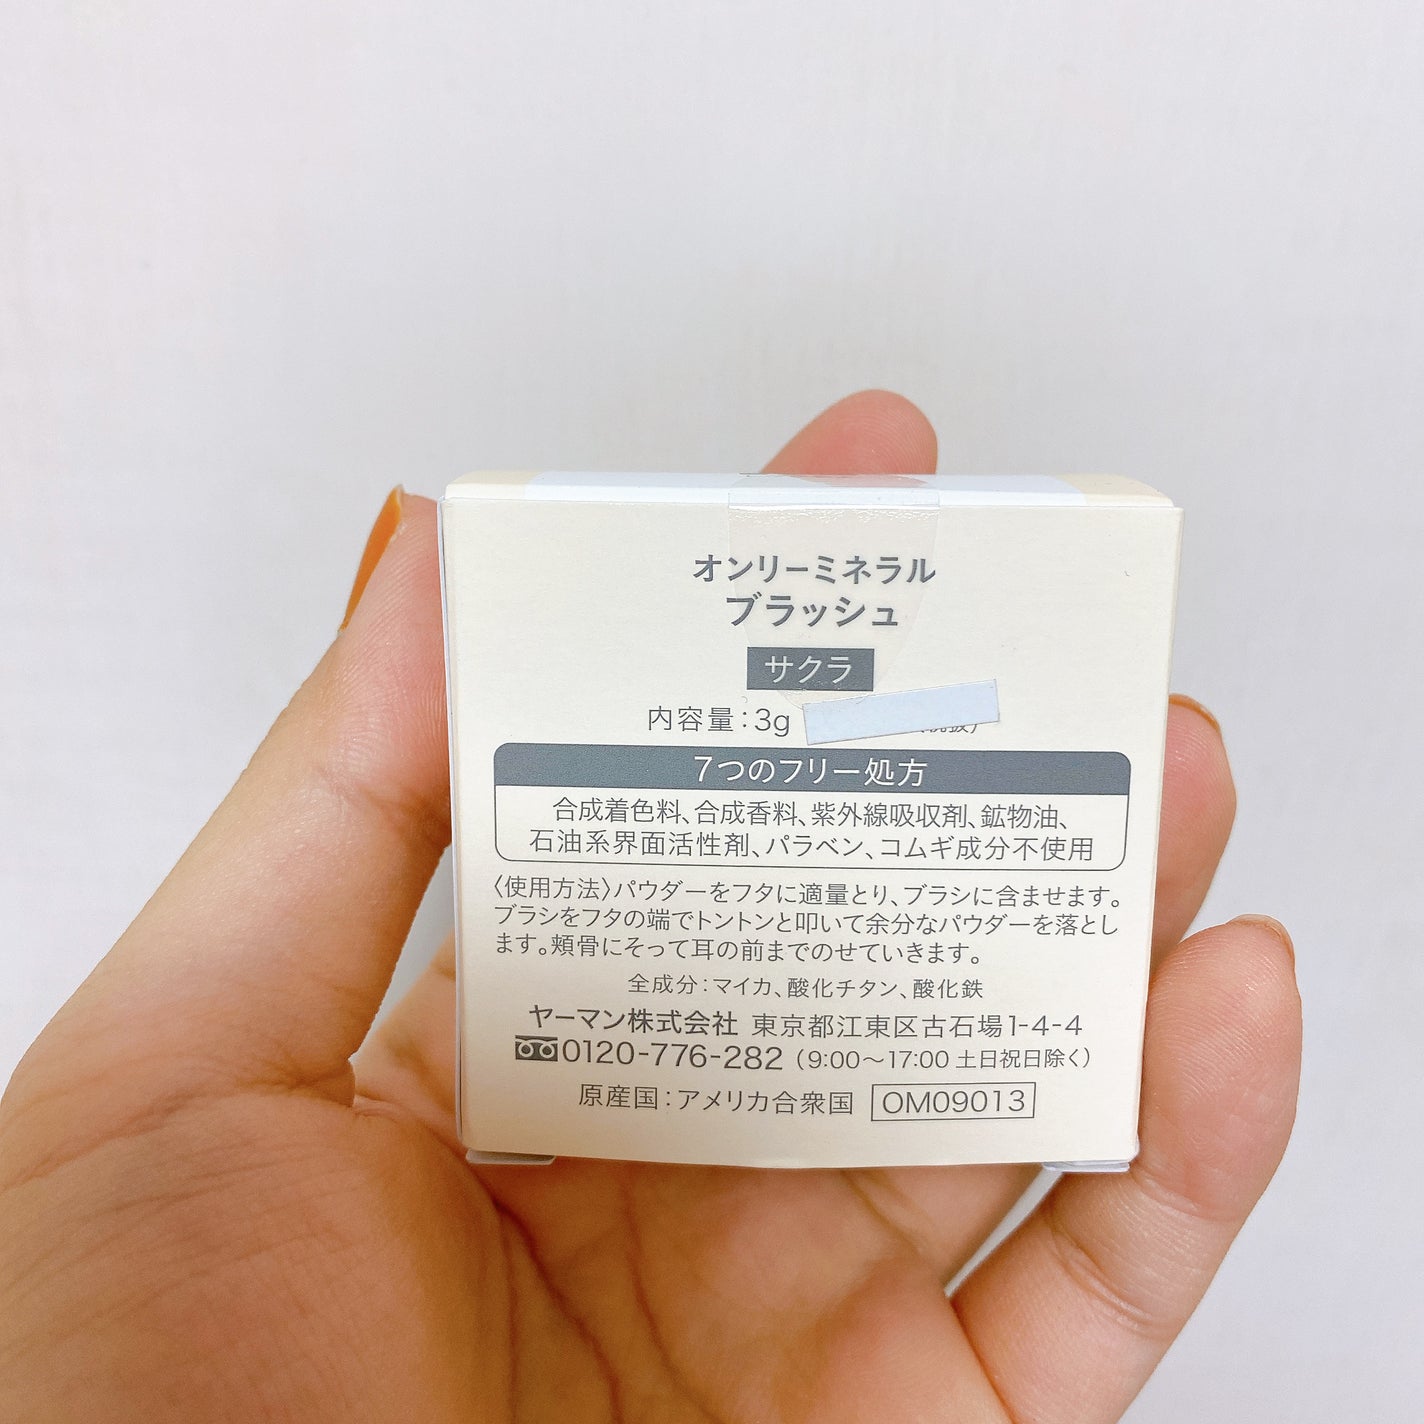 オンリーミネラル
ブラッシュ
サクラ
内容量：3g
7つのフリー処方
合成着色料、合成香料、紫外線吸収剤、鉱物油、
石油系界面活性剤、パラベン、コムギ成分不使用
〈使用方法〉パウダーをフタに適量とり、ブラシに含ませます。
ブラシをフタの端でトントンと叩いて余分なパウダーを落とし
ます。頬骨にそって耳の前までのせていきます。
全成分：マイカ、酸化チタン、酸化鉄
ヤーマン株式会社 東京都江東区古石場1-4-4
0120-776-282（9:00〜17:00 土日祝日除く）
原産国：アメリカ合衆国 OM09013